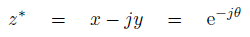 z* = x − jy = e^{−jθ}